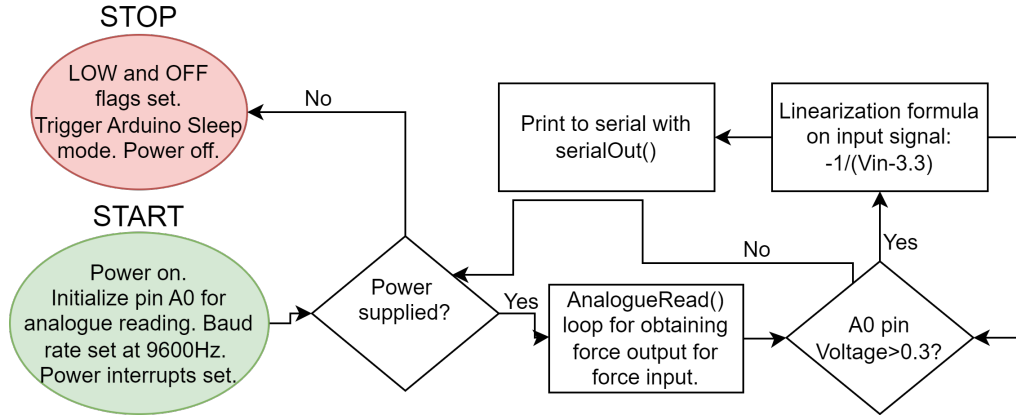 STOP
LOW and OFF
flags set.
Trigger Arduino Sleep
mode. Power off.
No
Print to serial with
serialOut()
Linearization formula
on input signal:
-1/(Vin-3.3)
START
Power on.
Initialize pin A0 for
analogue reading. Baud
rate set at 9600Hz.
Power interrupts set.
Power
supplied?
Yes
AnalogueRead()
loop for obtaining
force output for
force input.
No
Yes
A0 pin
Voltage>0.3?